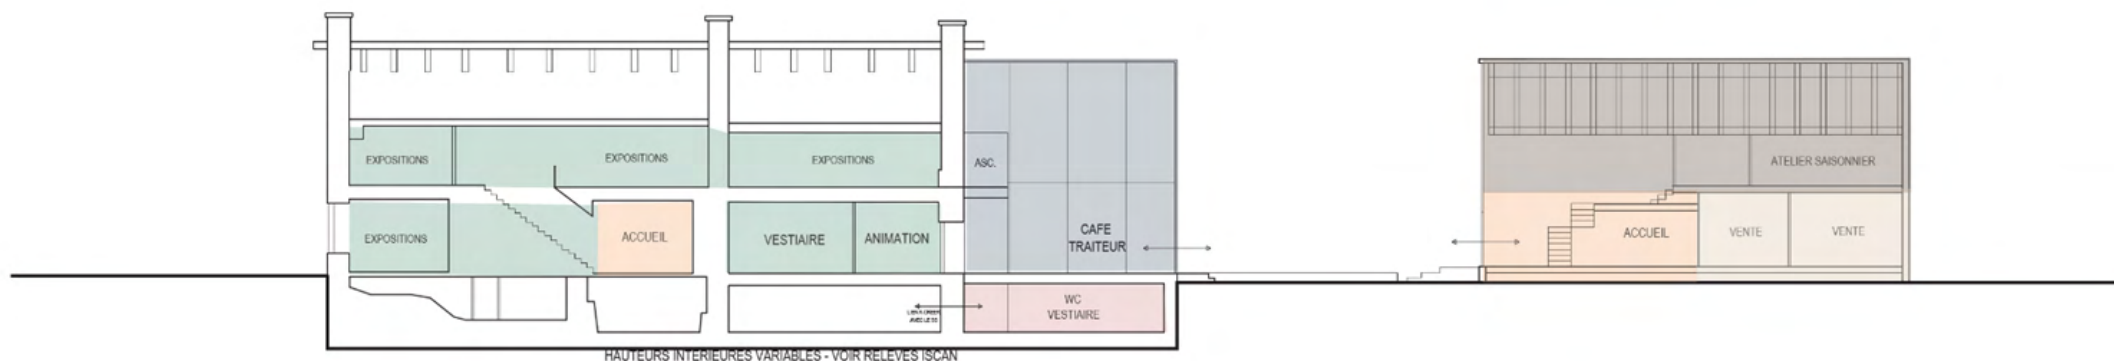 EXPOSITIONS
EXPOSITIONS
EXPOSITIONS
ASC.
ATELIER SAISONNIER
EXPOSITIONS
ACCUEIL
VESTIAIRE
ANIMATION
CAFE
TRAITEUR
ACCUEIL
VENTE
VENTE
WC
VESTIAIRE
HAUTEURS INTERIEURES VARIABLES - VOIR RELEVES ISCAN